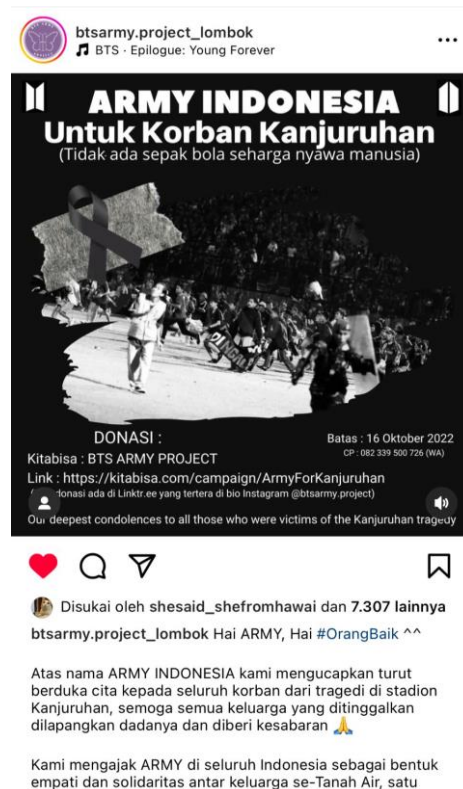 btsarmy.project_lombok
BTS · Epilogue: Young Forever
ARMY INDONESIA
Untuk Korban Kanjuruhan
(Tidak ada sepak bola seharga nyawa manusia)
DONASI :
Kitabisa : BTS ARMY PROJECT
Link : https://kitabisa.com/campaign/ArmyForKanjuruhan
donasi ada di Linktr.ee yang tertera di bio Instagram @btsarmy.project)
Batas : 16 Oktober 2022
CP : 082 339 500 726 (WA)
Our deepest condolences to all those who were victims of the Kanjuruhan tragedy
Disukai oleh shesaid_shefromhawai dan 7.307 lainnya
btsarmy.project_lombok Hai ARMY, Hai #OrangBaik ^^
Atas nama ARMY INDONESIA kami mengucapkan turut
berduka cita kepada seluruh korban dari tragedi di stadion
Kanjuruhan, semoga semua keluarga yang ditinggalkan
dilapangkan dadanya dan diberi kesabaran 🙏
Kami mengajak ARMY di seluruh Indonesia sebagai bentuk
empati dan solidaritas antar keluarga se-Tanah Air, satu